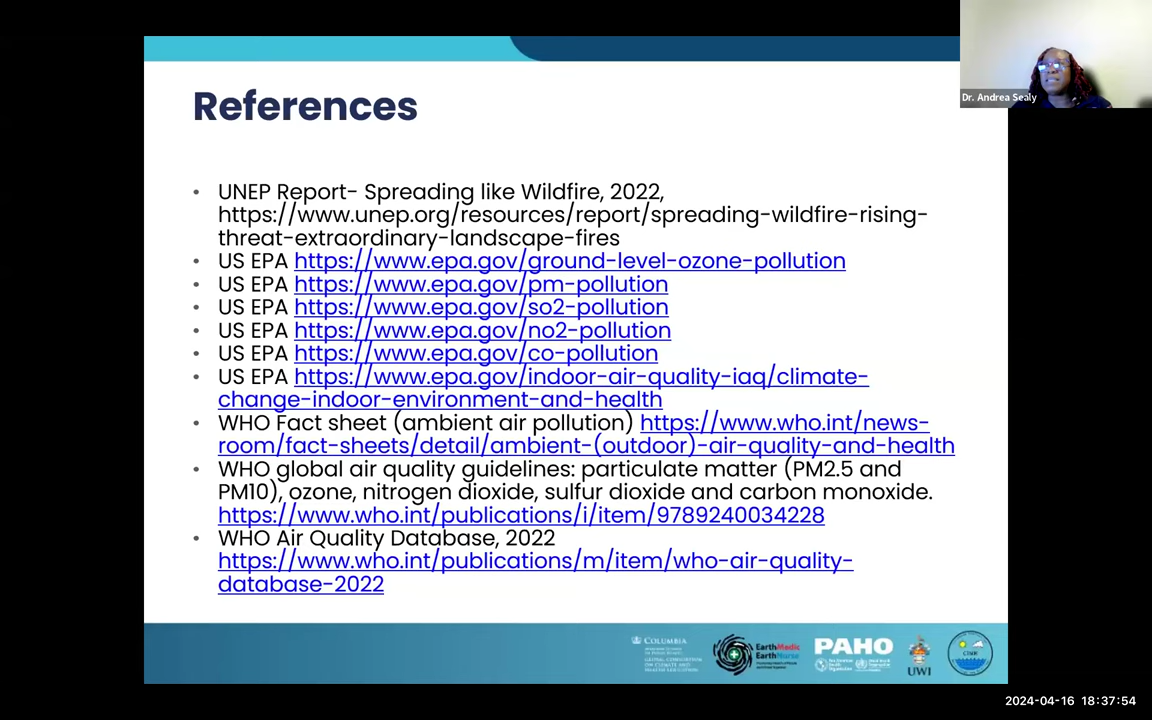 Dr. Andrea Sealy
References
• UNEP Report- Spreading like Wildfire, 2022,
https://www.unep.org/resources/report/spreading-wildfire-rising-
threat-extraordinary-landscape-fires
• US EPA https://www.epa.gov/ground-level-ozone-pollution
• US EPA https://www.epa.gov/pm-pollution
• US EPA https://www.epa.gov/so2-pollution
• US EPA https://www.epa.gov/no2-pollution
• US EPA https://www.epa.gov/co-pollution
• US EPA https://www.epa.gov/indoor-air-quality-iaq/climate-
change-indoor-environment-and-health
• WHO Fact sheet (ambient air pollution) https://www.who.int/news-
room/fact-sheets/detail/ambient-(outdoor)-air-quality-and-health
• WHO global air quality guidelines: particulate matter (PM2.5 and
PM10), ozone, nitrogen dioxide, sulfur dioxide and carbon monoxide.
https://www.who.int/publications/i/item/9789240034228
• WHO Air Quality Database, 2022
https://www.who.int/publications/m/item/who-air-quality-
database-2022
COLUMBIA
EarthMedic
EarthNurse
PAHO
UWI
2024-04-16 18:37:54